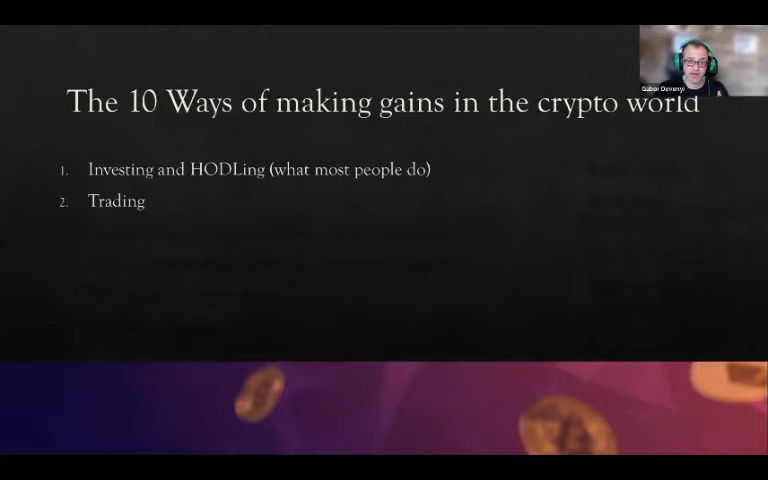 Gabor Devenyi
The 10 Ways of making gains in the crypto world
1. Investing and HODLing (what most people do)
2. Trading